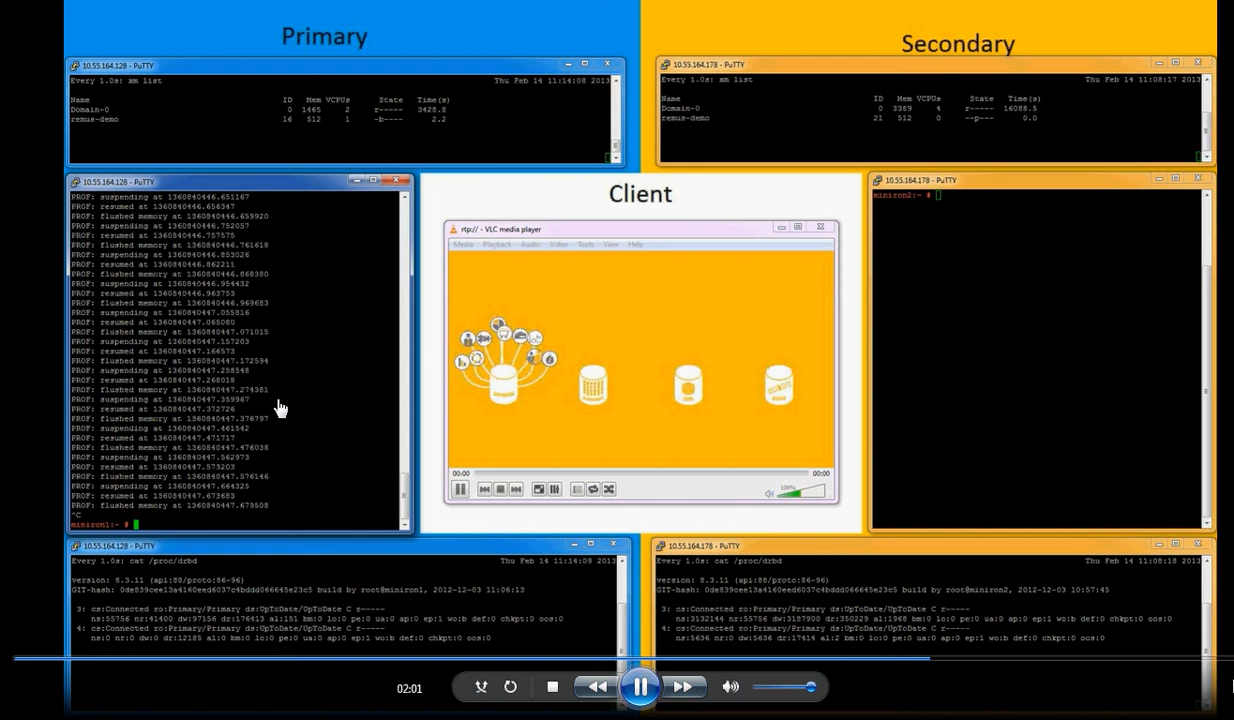 Primary
Secondary
10.55.164.128 - PuTTY
Every 1.0s: xm list Thu Feb 14 11:14:08 2013
Name ID Mem VCPUs State Time(s)
Domain-0 0 1465 2 r----- 3428.8
remus-demo 16 512 1 -b---- 2.2
10.55.164.178 - PuTTY
Every 1.0s: xm list Thu Feb 14 11:08:17 2013
Name ID Mem VCPUs State Time(s)
Domain-0 0 3389 4 r----- 16088.5
remus-demo 21 512 0 --p--- 0.0
10.55.164.128 - PuTTY
PROF: suspending at 1360840446.651167
PROF: resumed at 1360840446.656347
PROF: flushed memory at 1360840446.659920
PROF: suspending at 1360840446.752057
PROF: resumed at 1360840446.757575
PROF: flushed memory at 1360840446.761618
PROF: suspending at 1360840446.853026
PROF: resumed at 1360840446.862211
PROF: flushed memory at 1360840446.868380
PROF: suspending at 1360840446.954432
PROF: resumed at 1360840446.963753
PROF: flushed memory at 1360840446.969683
PROF: suspending at 1360840447.055816
PROF: resumed at 1360840447.065080
PROF: flushed memory at 1360840447.071015
PROF: suspending at 1360840447.157203
PROF: resumed at 1360840447.166573
PROF: flushed memory at 1360840447.172594
PROF: suspending at 1360840447.258348
PROF: resumed at 1360840447.268018
PROF: flushed memory at 1360840447.274381
PROF: suspending at 1360840447.359967
PROF: resumed at 1360840447.372726
PROF: flushed memory at 1360840447.376797
PROF: suspending at 1360840447.461542
PROF: resumed at 1360840447.471717
PROF: flushed memory at 1360840447.476038
PROF: suspending at 1360840447.562973
PROF: resumed at 1360840447.573203
PROF: flushed memory at 1360840447.576146
PROF: suspending at 1360840447.664325
PROF: resumed at 1360840447.673683
PROF: flushed memory at 1360840447.679508
^C
miniron1:~ #
Client
rtp:// - VLC media player
Media Playback Audio Video Tools View Help
00:00 00:00
120%
10.55.164.178 - PuTTY
miniron2:~ #
10.55.164.128 - PuTTY
Every 1.0s: cat /proc/drbd Thu Feb 14 11:14:09 2013
version: 8.3.11 (api:88/proto:86-96)
GIT-hash: 0de839cee13a4160eed6037c4bddd066645e23c5 build by root@miniron1, 2012-12-03 11:06:13
3: cs:Connected ro:Primary/Primary ds:UpToDate/UpToDate C r-----
ns:55756 nr:41400 dw:97156 dr:176413 al:151 bm:0 lo:0 pe:0 ua:0 ap:0 ep:1 wo:b def:0 chkpt:0 oos:0
4: cs:Connected ro:Primary/Primary ds:UpToDate/UpToDate C r-----
ns:0 nr:0 dw:0 dr:12185 al:0 bm:0 lo:0 pe:0 ua:0 ap:0 ep:1 wo:b def:0 chkpt:0 oos:0
10.55.164.178 - PuTTY
Every 1.0s: cat /proc/drbd Thu Feb 14 11:08:18 2013
version: 8.3.11 (api:88/proto:86-96)
GIT-hash: 0de839cee13a4160eed6037c4bddd066645e23c5 build by root@miniron2, 2012-12-03 10:57:45
3: cs:Connected ro:Primary/Primary ds:UpToDate/UpToDate C r-----
ns:3132144 nr:55756 dw:3187900 dr:350229 al:1968 bm:0 lo:0 pe:0 ua:0 ap:0 ep:1 wo:b def:0 chkpt:0 oos:0
4: cs:Connected ro:Primary/Primary ds:UpToDate/UpToDate C r-----
ns:5636 nr:0 dw:5636 dr:17414 al:2 bm:0 lo:0 pe:0 ua:0 ap:0 ep:1 wo:b def:0 chkpt:0 oos:0
02:01